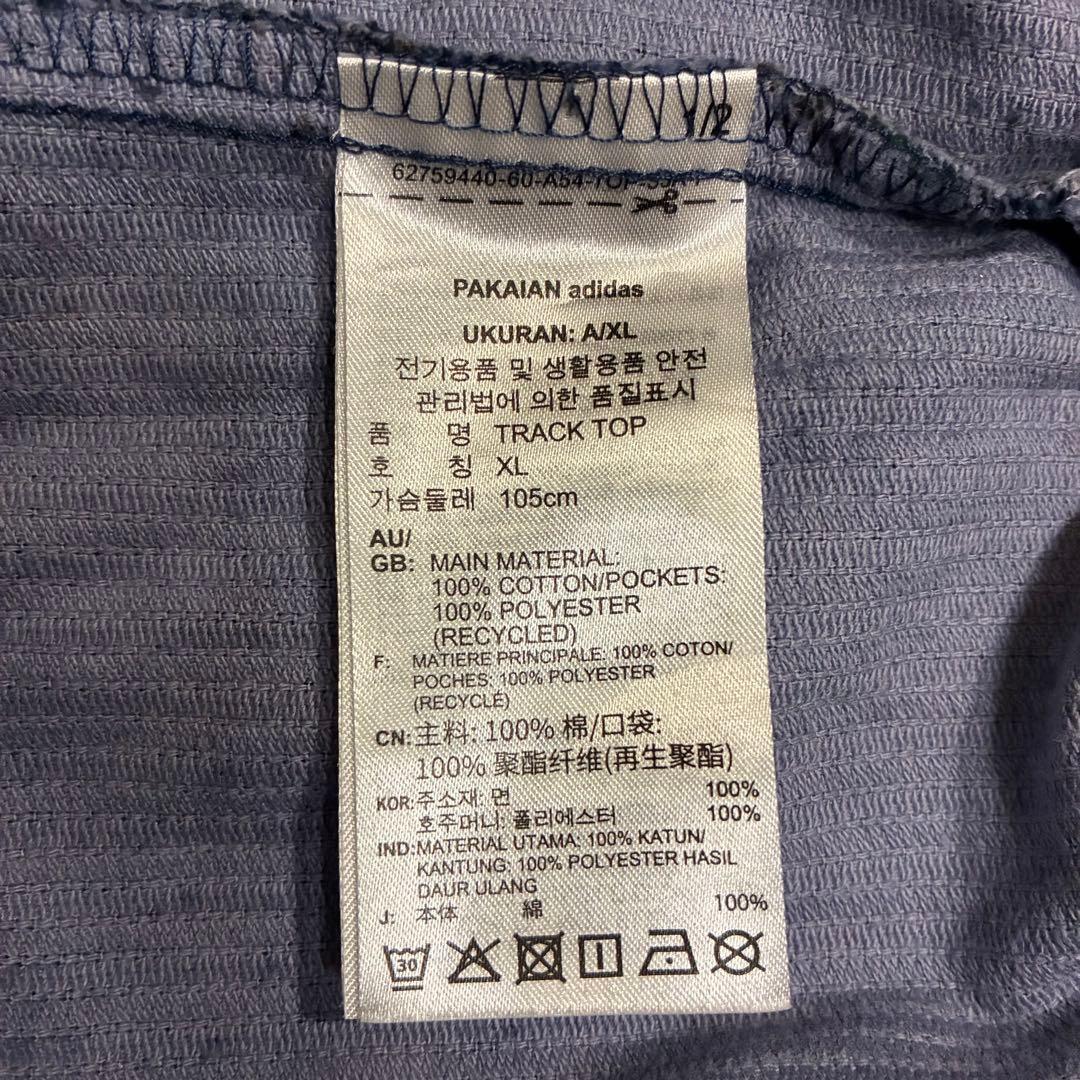 1/2
62759440-60-A54-TOP
PAKAIAN adidas
UKURAN: A/XL
전기용품 및 생활용품 안전
관리법에 의한 품질표시
품 명 TRACK TOP
호 칭 XL
가슴둘레 105cm
AU/
GB: MAIN MATERIAL:
100% COTTON/POCKETS:
100% POLYESTER
(RECYCLED)
F: MATIERE PRINCIPALE: 100% COTON/
POCHES: 100% POLYESTER
(RECYCLÉ)
CN: 主料: 100% 棉/口袋:
100% 聚酯纤维(再生聚酯)
KOR: 주소재: 면 100%
호주머니: 폴리에스터 100%
IND: MATERIAL UTAMA: 100% KATUN/
KANTUNG: 100% POLYESTER HASIL
DAUR ULANG
J: 本体 綿 100%
30